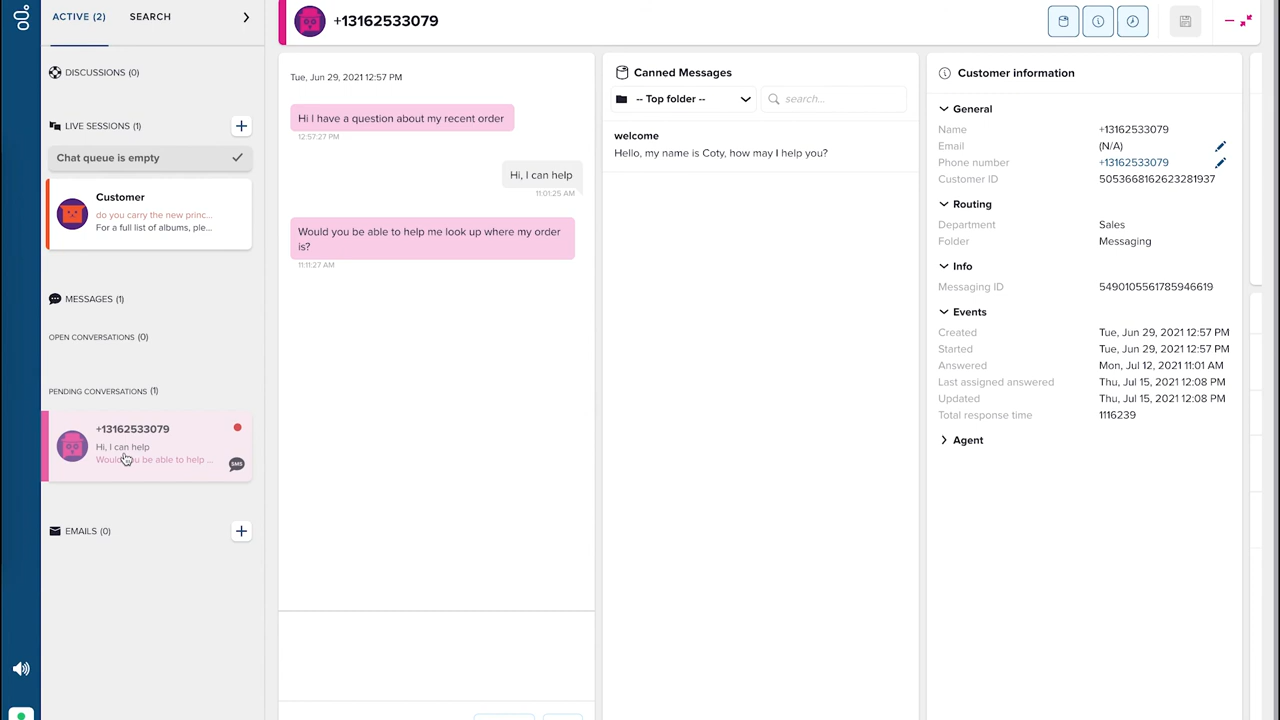 ACTIVE (2)
SEARCH
DISCUSSIONS (0)
LIVE SESSIONS (1)
Chat queue is empty
Customer
do you carry the new princ...
For a full list of albums, ple...
MESSAGES (1)
OPEN CONVERSATIONS (0)
PENDING CONVERSATIONS (1)
+13162533079
Hi, I can help
Would you be able to help ...
SMS
EMAILS (0)
+13162533079
Tue, Jun 29, 2021 12:57 PM
Hi I have a question about my recent order
12:57:27 PM
Hi, I can help
11:01:25 AM
Would you be able to help me look up where my order
is?
11:11:27 AM
Canned Messages
-- Top folder --
search...
welcome
Hello, my name is Coty, how may I help you?
Customer information
General
Name +13162533079
Email (N/A)
Phone number +13162533079
Customer ID 5053668162623281937
Routing
Department Sales
Folder Messaging
Info
Messaging ID 5490105561785946619
Events
Created Tue, Jun 29, 2021 12:57 PM
Started Tue, Jun 29, 2021 12:57 PM
Answered Mon, Jul 12, 2021 11:01 AM
Last assigned answered Thu, Jul 15, 2021 12:08 PM
Updated Thu, Jul 15, 2021 12:08 PM
Total response time 1116239
Agent